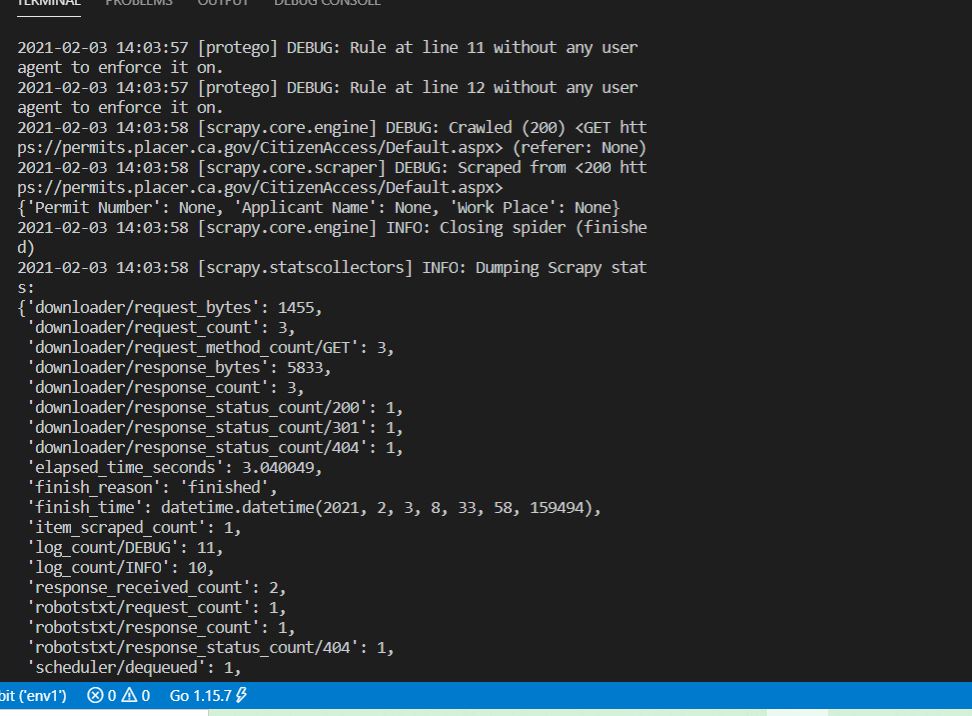 TERMINAL PROBLEMS OUTPUT DEBUG CONSOLE
2021-02-03 14:03:57 [protego] DEBUG: Rule at line 11 without any user
agent to enforce it on.
2021-02-03 14:03:57 [protego] DEBUG: Rule at line 12 without any user
agent to enforce it on.
2021-02-03 14:03:58 [scrapy.core.engine] DEBUG: Crawled (200) <GET htt
ps://permits.placer.ca.gov/CitizenAccess/Default.aspx> (referer: None)
2021-02-03 14:03:58 [scrapy.core.scraper] DEBUG: Scraped from <200 htt
ps://permits.placer.ca.gov/CitizenAccess/Default.aspx>
{'Permit Number': None, 'Applicant Name': None, 'Work Place': None}
2021-02-03 14:03:58 [scrapy.core.engine] INFO: Closing spider (finishe
d)
2021-02-03 14:03:58 [scrapy.statscollectors] INFO: Dumping Scrapy stat
s:
{'downloader/request_bytes': 1455,
'downloader/request_count': 3,
'downloader/request_method_count/GET': 3,
'downloader/response_bytes': 5833,
'downloader/response_count': 3,
'downloader/response_status_count/200': 1,
'downloader/response_status_count/301': 1,
'downloader/response_status_count/404': 1,
'elapsed_time_seconds': 3.040049,
'finish_reason': 'finished',
'finish_time': datetime.datetime(2021, 2, 3, 8, 33, 58, 159494),
'item_scraped_count': 1,
'log_count/DEBUG': 11,
'log_count/INFO': 10,
'response_received_count': 2,
'robotstxt/request_count': 1,
'robotstxt/response_count': 1,
'robotstxt/response_status_count/404': 1,
'scheduler/dequeued': 1,
bit ('env1') 0 0 Go 1.15.7